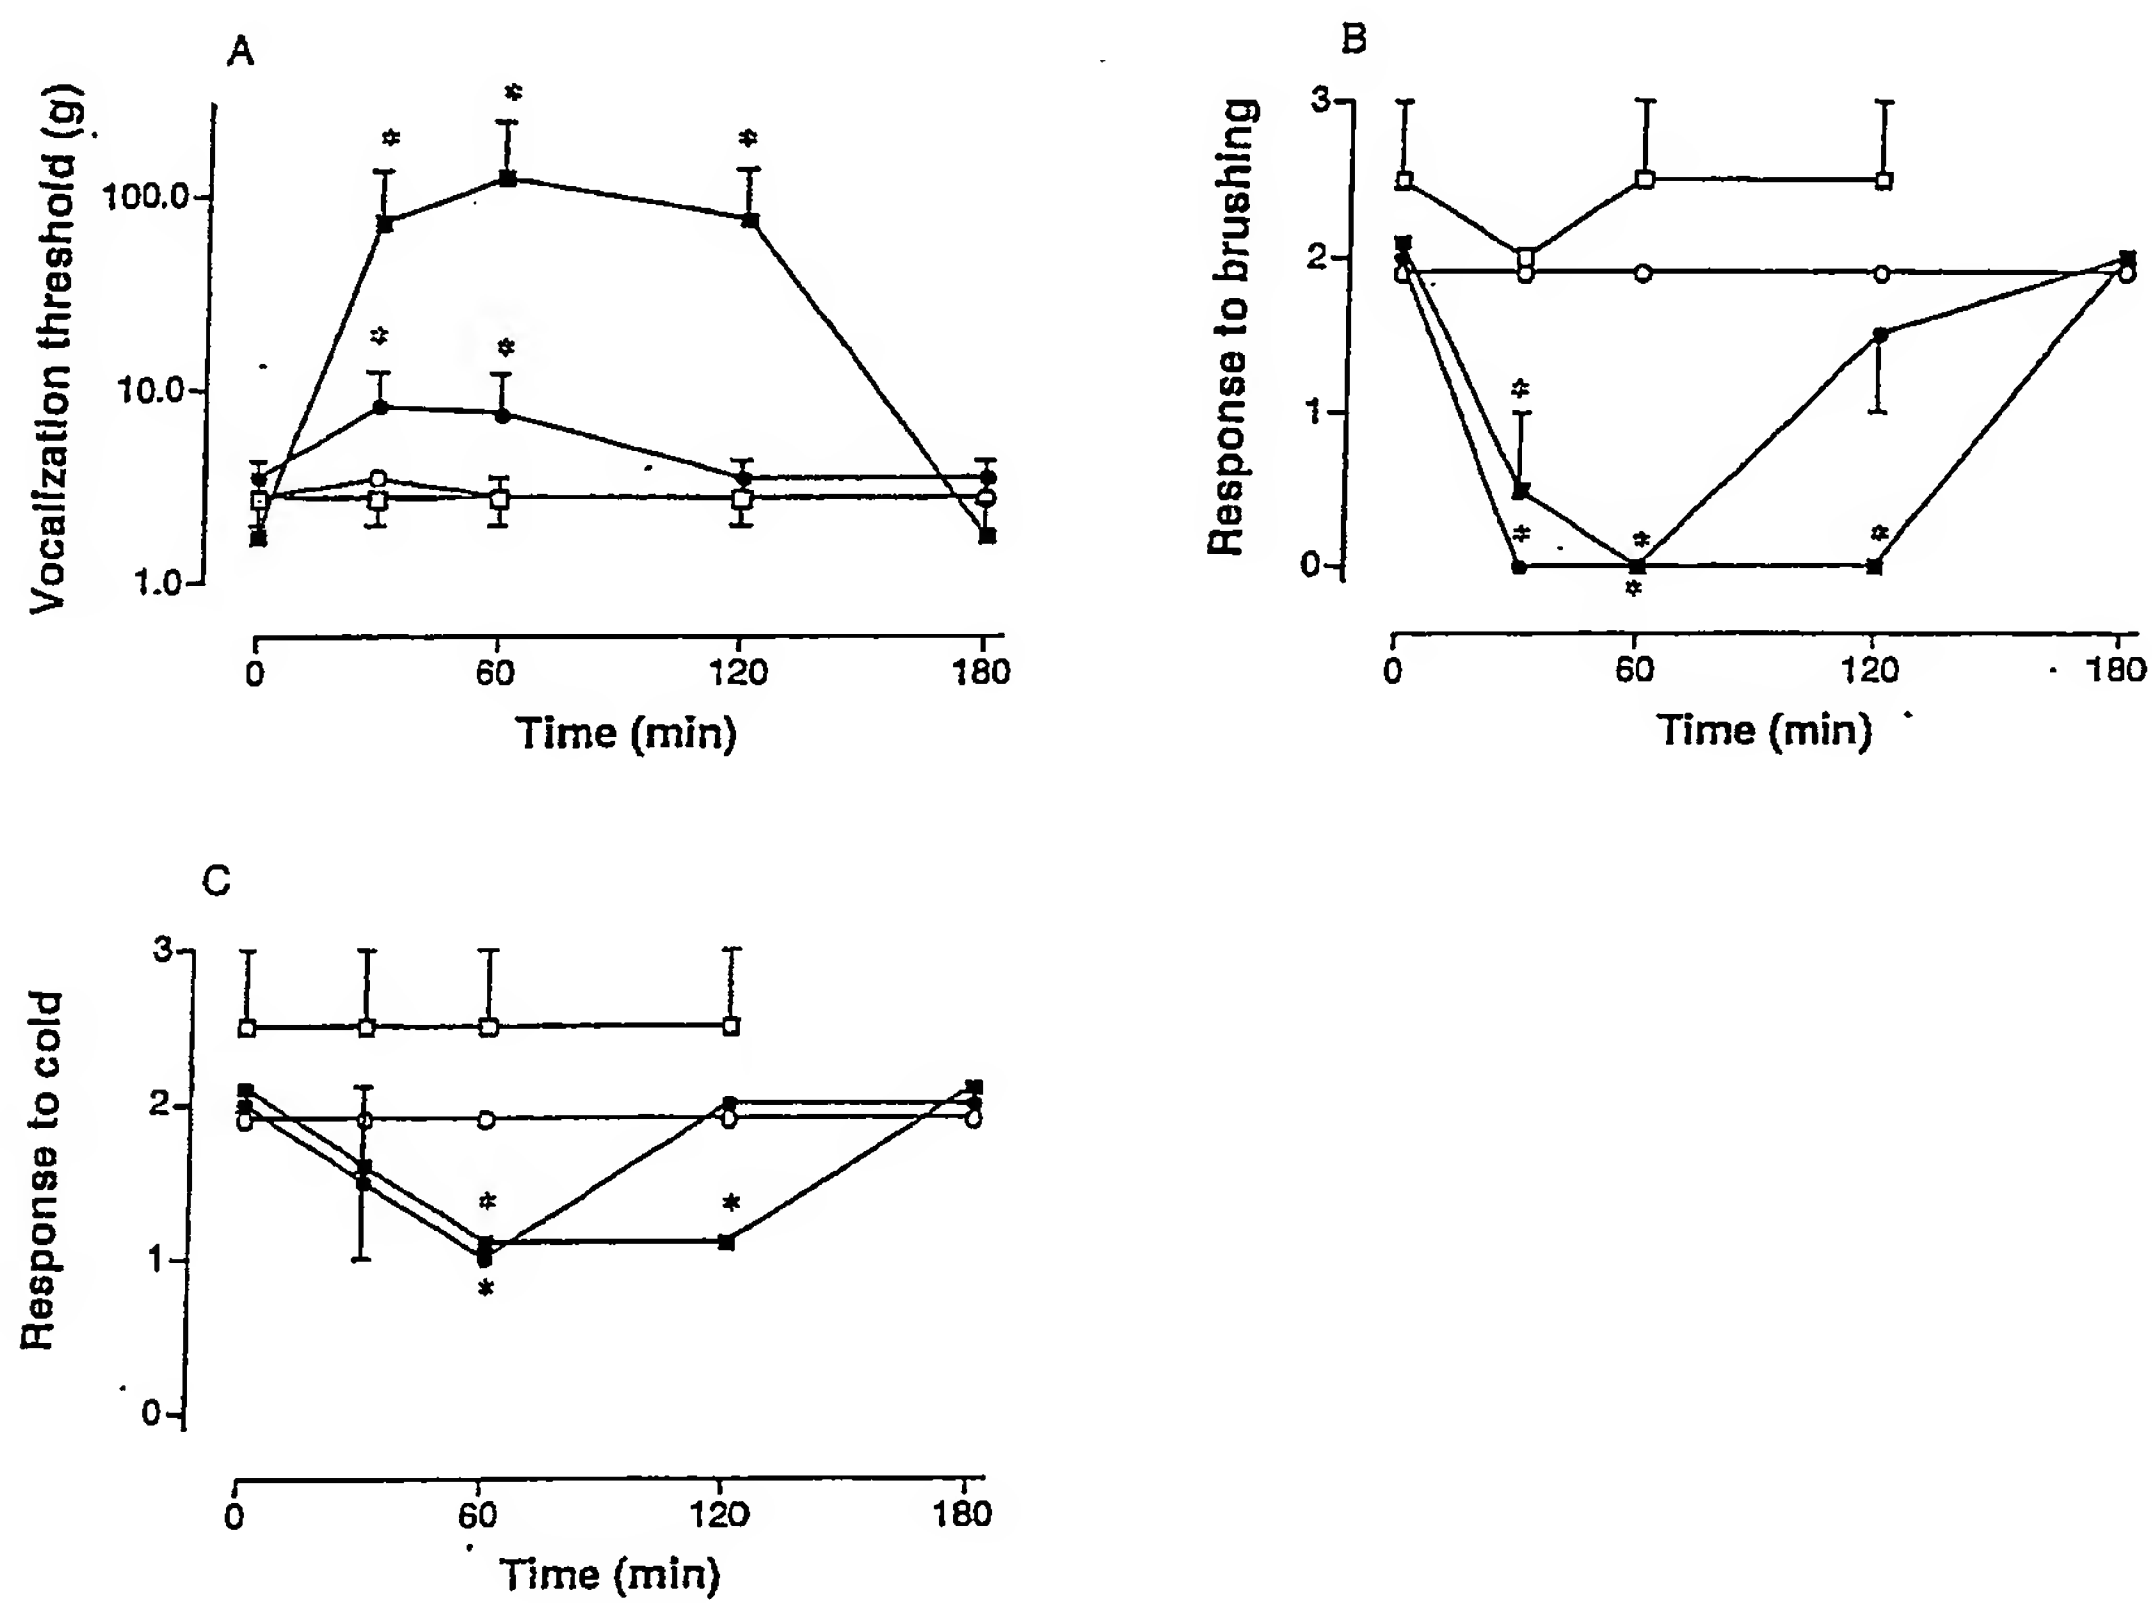 A
Vocalization threshold (g)
100.0
10.0
1.0
* * *
* *
0 60 120 180
Time (min)
B
Response to brushing
3
2
1
0
*
* * *
*
0 60 120 180
Time (min)
C
Response to cold
3
2
1
0
* *
*
0 60 120 180
Time (min)